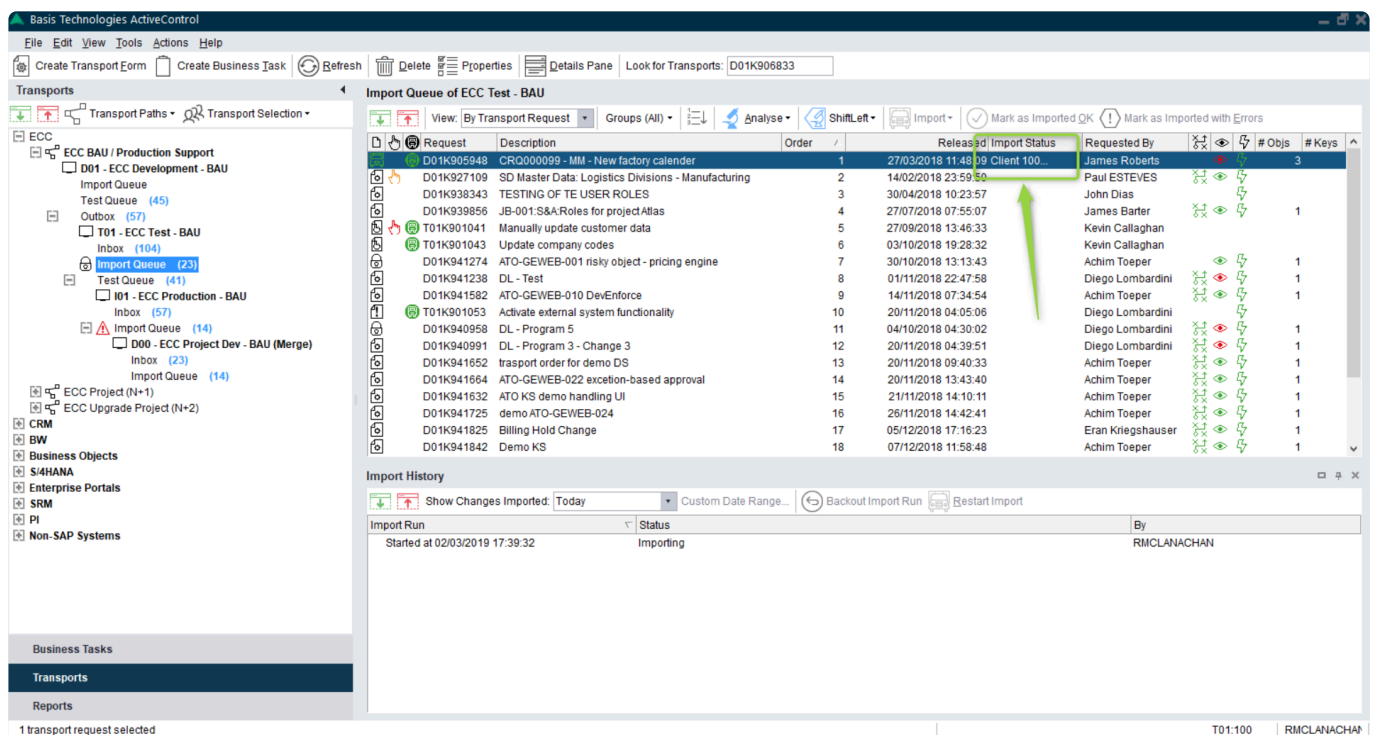 Basis Technologies ActiveControl
File Edit View Tools Actions Help
Create Transport Form Create Business Task Refresh Delete Properties Details Pane Look for Transports: D01K906833
Transports
Transport Paths Transport Selection
ECC
ECC BAU / Production Support
D01 - ECC Development - BAU
Import Queue
Test Queue (45)
Outbox (57)
T01 - ECC Test - BAU
Inbox (104)
Import Queue (23)
Test Queue (41)
I01 - ECC Production - BAU
Inbox (57)
Import Queue (14)
D00 - ECC Project Dev - BAU (Merge)
Inbox (23)
Import Queue (14)
ECC Project (N+1)
ECC Upgrade Project (N+2)
CRM
BW
Business Objects
S/4HANA
Enterprise Portals
SRM
PI
Non-SAP Systems
Business Tasks
Transports
Reports
Import Queue of ECC Test - BAU
View: By Transport Request Groups (All) Analyse ShiftLeft Import Mark as Imported OK Mark as Imported with Errors
Request Description Order Released Import Status Requested By # Objs # Keys
D01K905948 CRQ000099 - MM - New factory calender 1 27/03/2018 11:48:09 Client 100... James Roberts 3
D01K927109 SD Master Data: Logistics Divisions - Manufacturing 2 14/02/2018 23:59:59 Paul ESTEVES
D01K938343 TESTING OF TE USER ROLES 3 30/04/2018 10:23:57 John Dias
D01K939856 JB-001:S&A:Roles for project Atlas 4 27/07/2018 07:55:07 James Barter 1
T01K901041 Manually update customer data 5 27/09/2018 13:46:33 Kevin Callaghan
T01K901043 Update company codes 6 03/10/2018 19:28:32 Kevin Callaghan
D01K941274 ATO-GEWEB-001 risky object - pricing engine 7 30/10/2018 13:13:43 Achim Toeper 1
D01K941238 DL - Test 8 01/11/2018 22:47:58 Diego Lombardini 1
D01K941582 ATO-GEWEB-010 DevEnforce 9 14/11/2018 07:34:54 Achim Toeper 1
T01K901053 Activate external system functionality 10 20/11/2018 04:05:06 Diego Lombardini
D01K940958 DL - Program 5 11 04/10/2018 04:30:02 Diego Lombardini 1
D01K940991 DL - Program 3 - Change 3 12 20/11/2018 04:39:51 Diego Lombardini 1
D01K941652 trasport order for demo DS 13 20/11/2018 09:40:33 Achim Toeper 1
D01K941664 ATO-GEWEB-022 excetion-based approval 14 20/11/2018 13:43:40 Achim Toeper 1
D01K941632 ATO KS demo handling UI 15 21/11/2018 14:10:11 Achim Toeper 1
D01K941725 demo ATO-GEWEB-024 16 26/11/2018 14:42:41 Achim Toeper 1
D01K941825 Billing Hold Change 17 05/12/2018 17:16:23 Eran Kriegshauser 1
D01K941842 Demo KS 18 07/12/2018 11:58:48 Achim Toeper 1
Import History
Show Changes Imported: Today Custom Date Range... Backout Import Run Restart Import
Import Run Status By
Started at 02/03/2019 17:39:32 Importing RMCLANACHAN
1 transport request selected T01:100 RMCLANACHAN